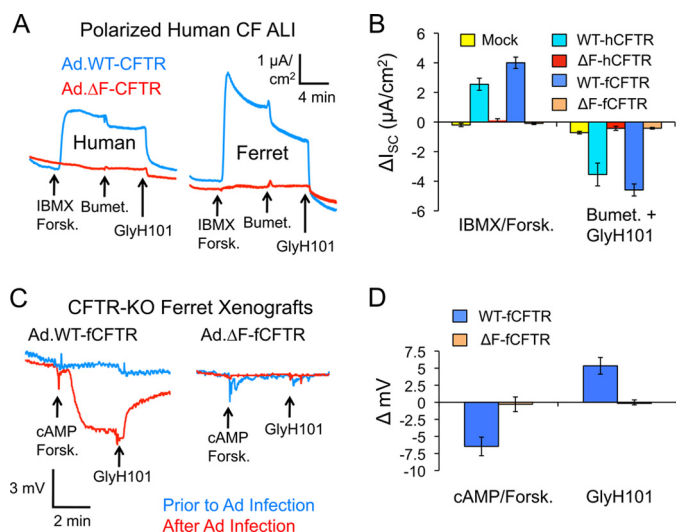 A
Polarized Human CF ALI
Ad.WT-CFTR
Ad.ΔF-CFTR
1 μA/
cm²
4 min
Human
Ferret
IBMX
Forsk.
Bumet.
GlyH101
IBMX
Forsk.
Bumet.
GlyH101
B
Mock
WT-hCFTR
ΔF-hCFTR
WT-fCFTR
ΔF-fCFTR
ΔISC (μA/cm²)
6
4
2
0
-2
-4
-6
IBMX/Forsk.
Bumet. +
GlyH101
C
CFTR-KO Ferret Xenografts
Ad.WT-fCFTR
Ad.ΔF-fCFTR
cAMP
Forsk.
GlyH101
cAMP
Forsk.
GlyH101
3 mV
2 min
Prior to Ad Infection
After Ad Infection
D
WT-fCFTR
ΔF-fCFTR
Δ mV
7.5
5
2.5
0
-2.5
-5
-7.5
-10
cAMP/Forsk.
GlyH101